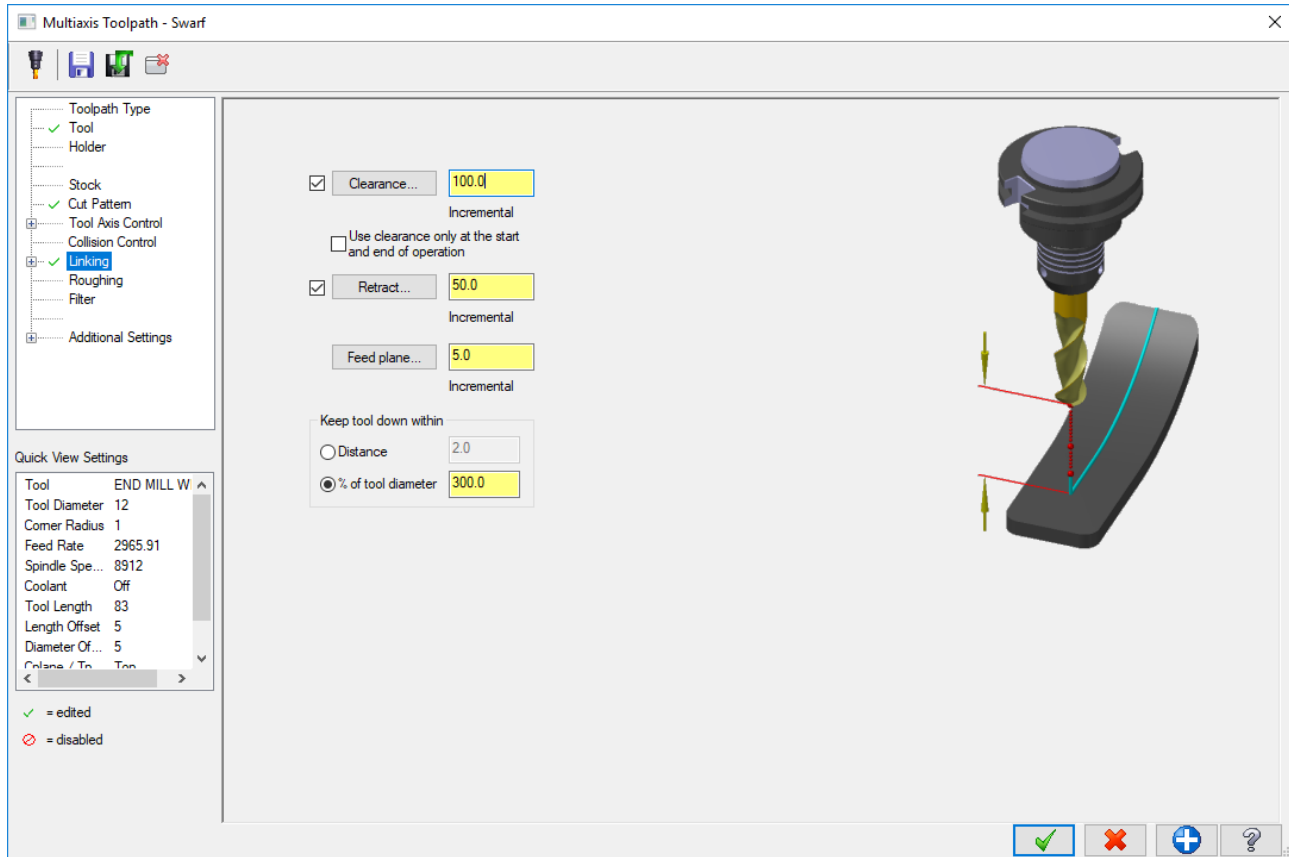 Multiaxis Toolpath - Swarf
Toolpath Type
Tool
Holder
Stock
Cut Pattern
Tool Axis Control
Collision Control
Linking
Roughing
Filter
Additional Settings
Quick View Settings
Tool END MILL WI
Tool Diameter 12
Corner Radius 1
Feed Rate 2965.91
Spindle Spe... 8912
Coolant Off
Tool Length 83
Length Offset 5
Diameter Of... 5
Cplane / Tp... Top
= edited
= disabled
Clearance... 100.0
Incremental
Use clearance only at the start
and end of operation
Retract... 50.0
Incremental
Feed plane... 5.0
Incremental
Keep tool down within
Distance 2.0
% of tool diameter 300.0